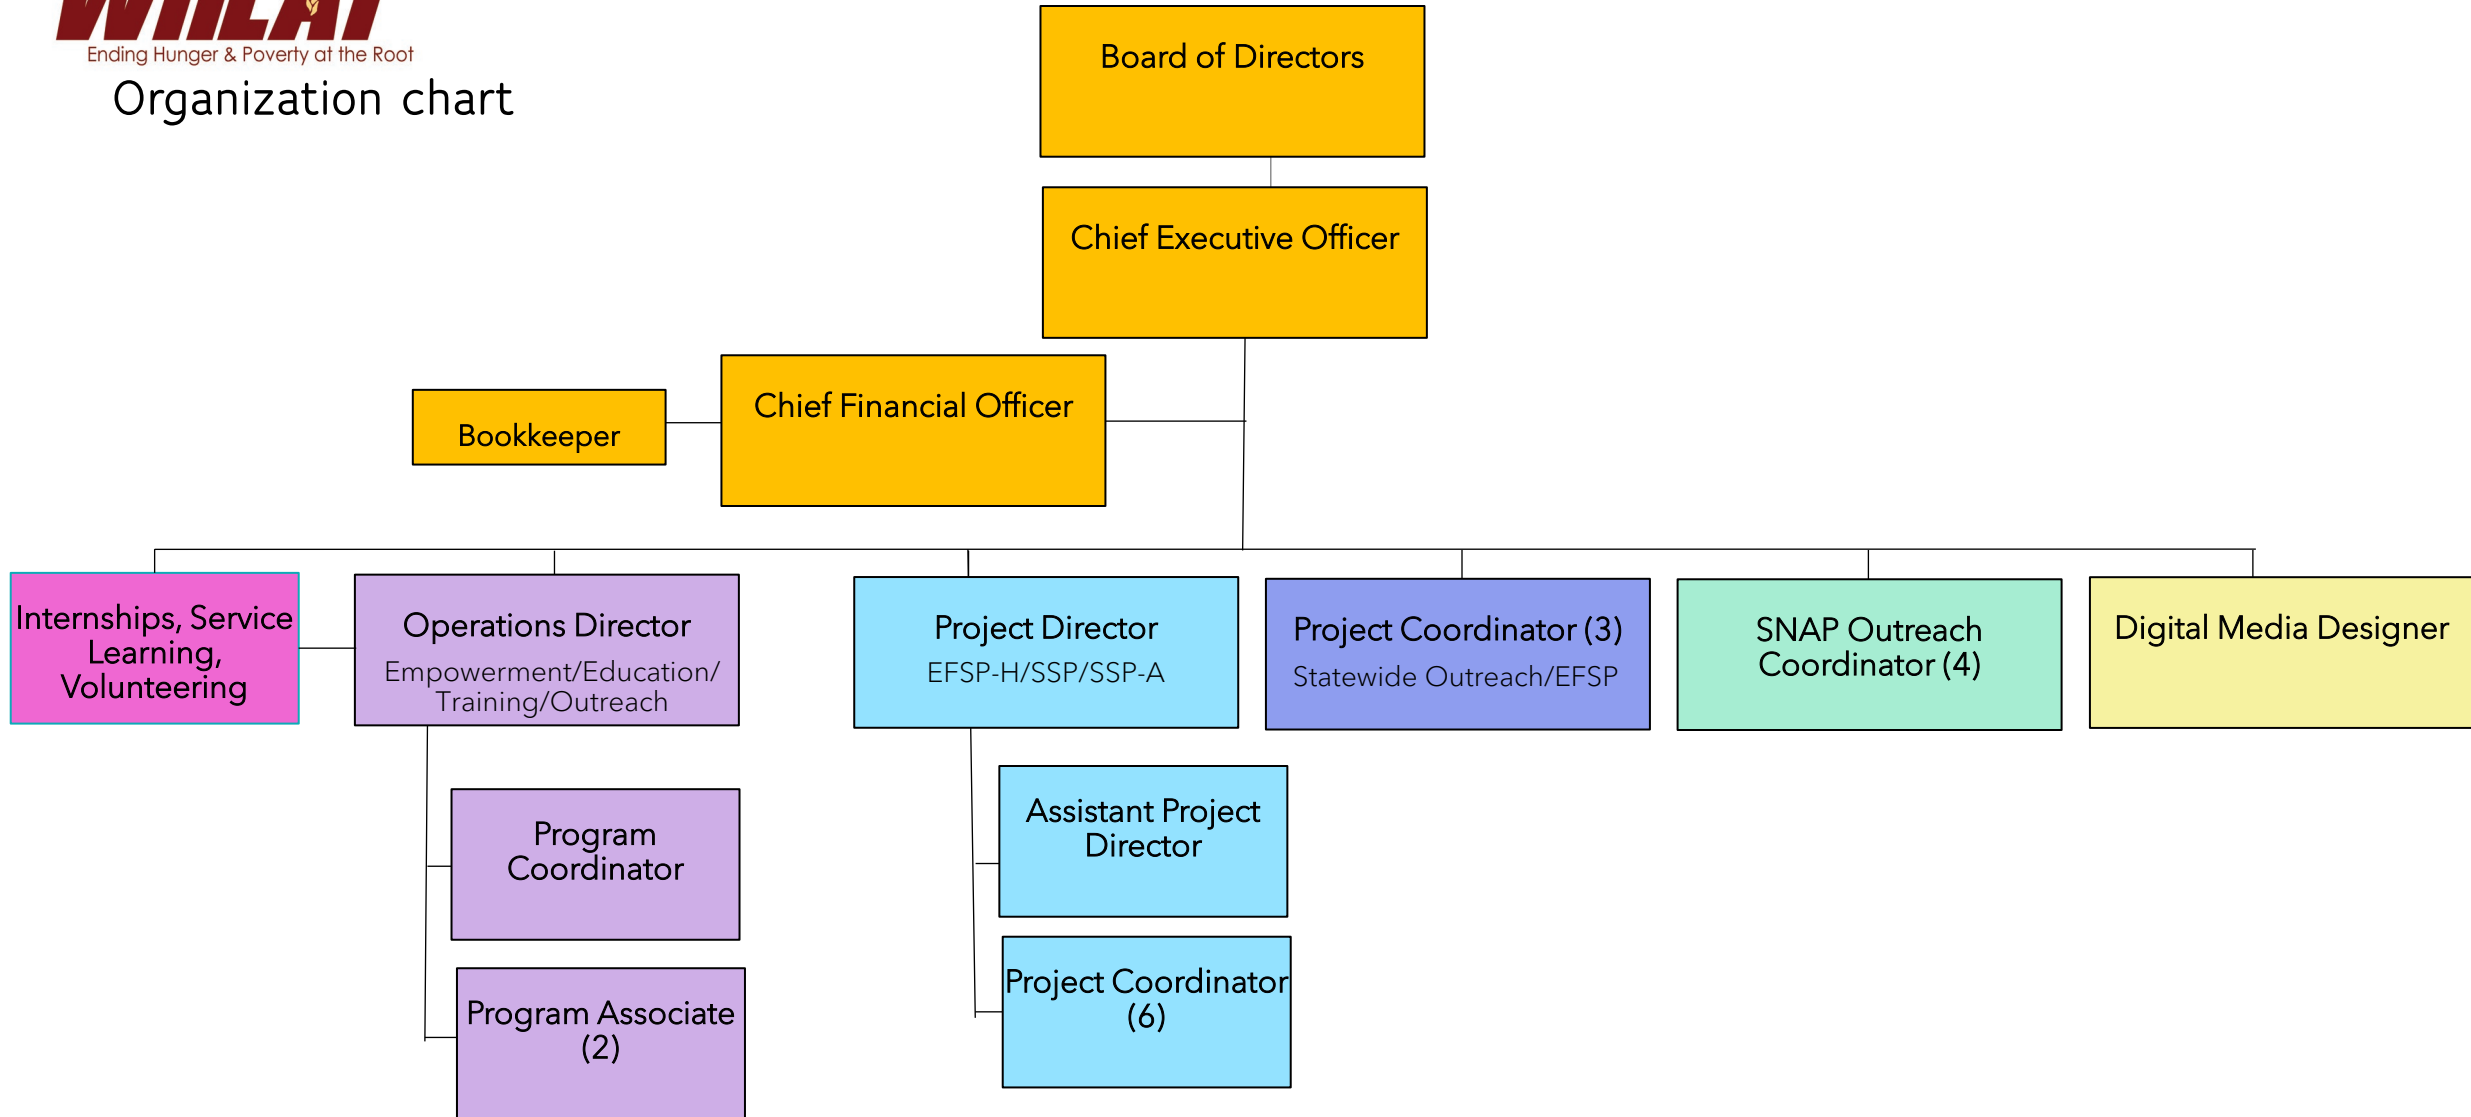 WHEAT
Ending Hunger & Poverty at the Root
Organization chart
Board of Directors
Chief Executive Officer
Chief Financial Officer
Bookkeeper
Internships, Service
Learning,
Volunteering
Operations Director
Empowerment/Education/
Training/Outreach
Project Director
EFSP-H/SSP/SSP-A
Project Coordinator (3)
Statewide Outreach/EFSP
SNAP Outreach
Coordinator (4)
Digital Media Designer
Program
Coordinator
Program Associate
(2)
Assistant Project
Director
Project Coordinator
(6)